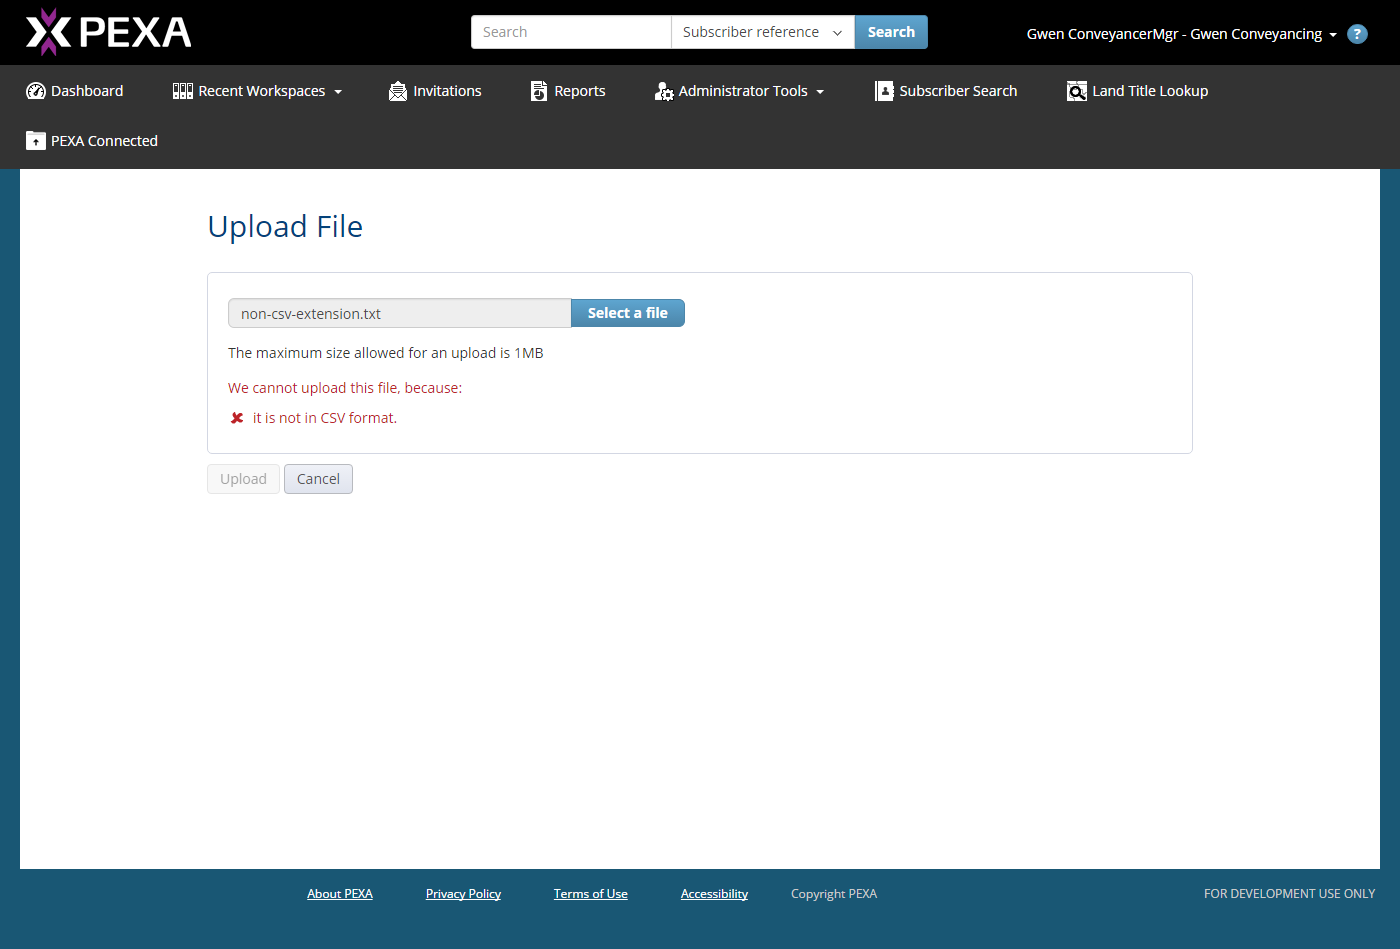 PEXA
Search
Subscriber reference
Search
Gwen ConveyancerMgr - Gwen Conveyancing
?
Dashboard
Recent Workspaces
Invitations
Reports
Administrator Tools
Subscriber Search
Land Title Lookup
PEXA Connected
Upload File
non-csv-extension.txt
Select a file
The maximum size allowed for an upload is 1MB
We cannot upload this file, because:
it is not in CSV format.
Upload
Cancel
About PEXA
Privacy Policy
Terms of Use
Accessibility
Copyright PEXA
FOR DEVELOPMENT USE ONLY